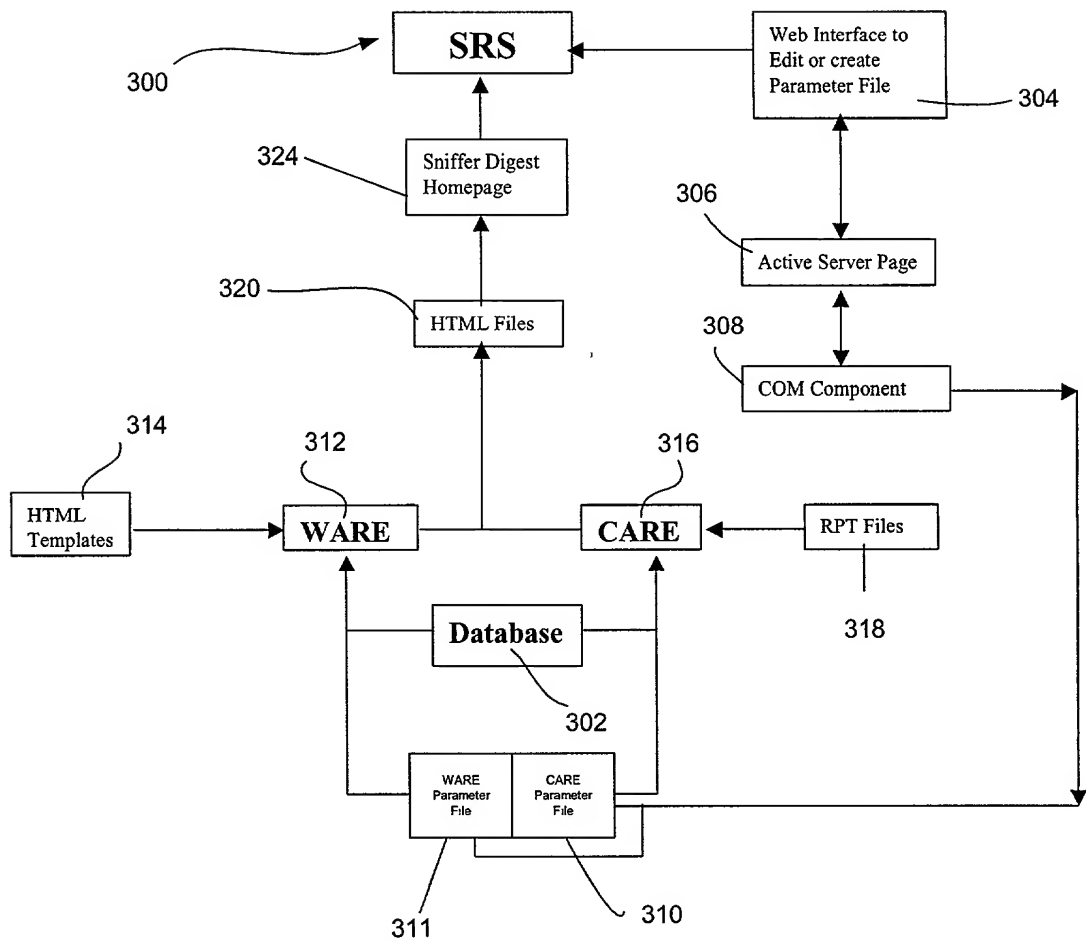 SRS
300
Web Interface to
Edit or create
Parameter File
304
324
Sniffer Digest
Homepage
306
Active Server Page
320
HTML Files
308
COM Component
314
312
316
HTML
Templates
WARE
CARE
RPT Files
318
Database
302
WARE
Parameter
File
CARE
Parameter
File
311
310